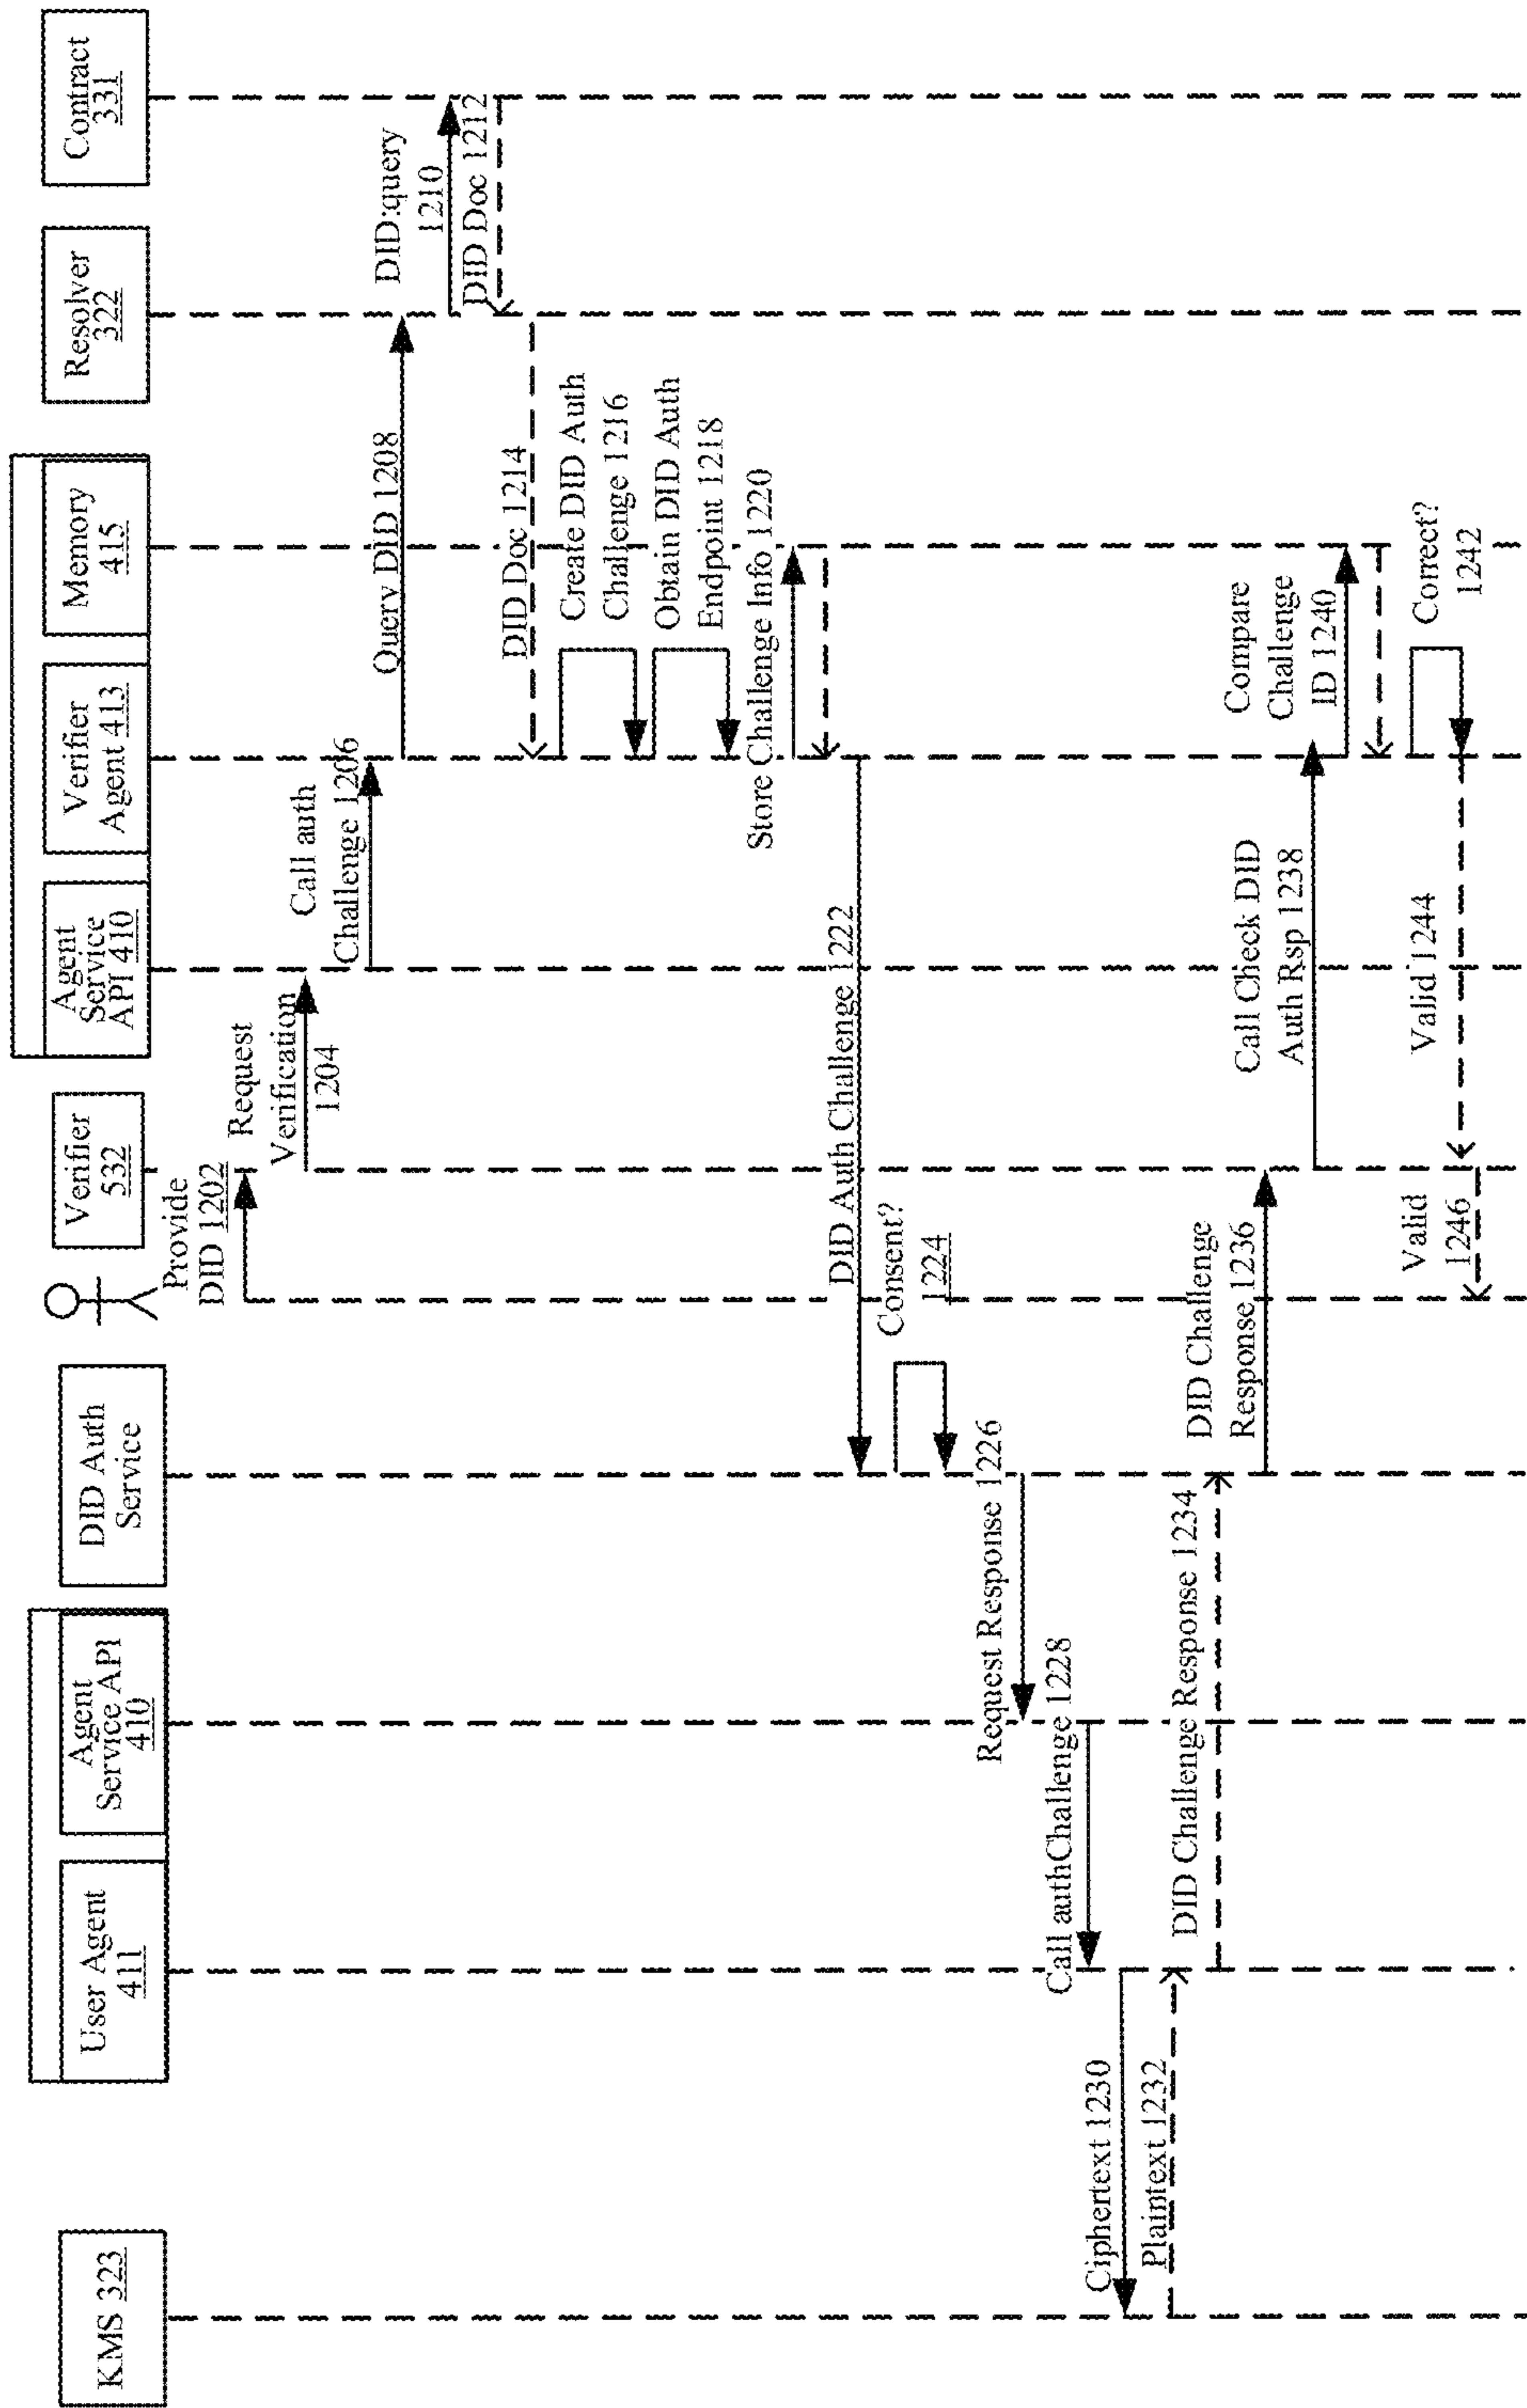 KMS 323
User Agent
411
Agent
Service API
410
DID Auth
Service
Verifier
532
Agent
Service
API 410
Verifier
Agent 413
Memory
415
Resolver
322
Contract
331
Provide
DID 1202
Request
Verification
1204
Call auth
Challenge 1206
Query DID 1208
DID:query
1210
DID Doc 1212
DID Doc 1214
Create DID Auth
Challenge 1216
Obtain DID Auth
Endpoint 1218
Store Challenge Info 1220
DID Auth Challenge 1222
Consent?
1224
Request Response 1226
Call authChallenge 1228
Ciphertext 1230
Plaintext 1232
DID Challenge Response 1234
DID Challenge
Response 1236
Call Check DID
Auth Rsp 1238
Compare
Challenge
ID 1240
Correct?
1242
Valid 1244
Valid
1246